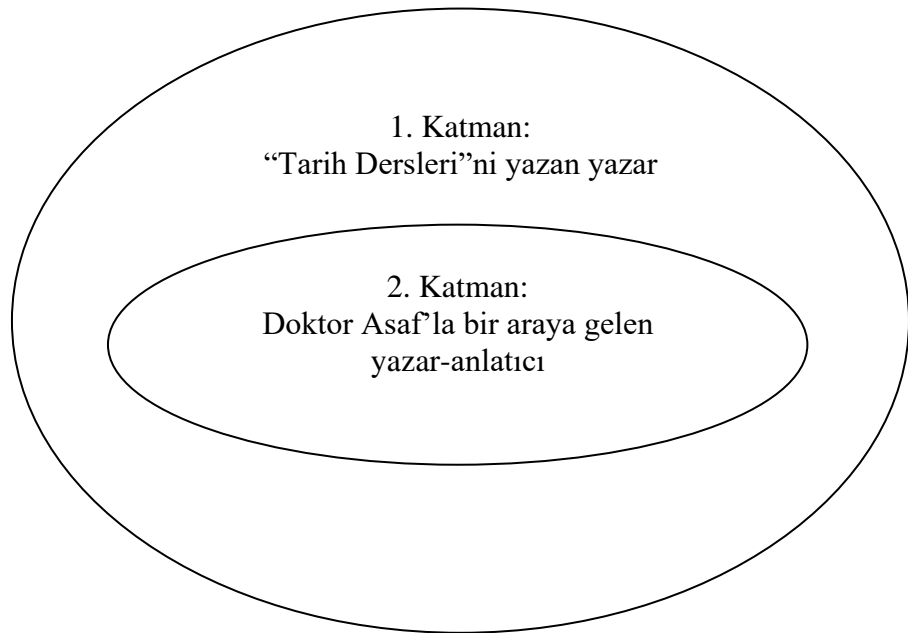 1. Katman:
“Tarih Dersleri”ni yazan yazar
2. Katman:
Doktor Asaf’la bir araya gelen
yazar-anlatıcı